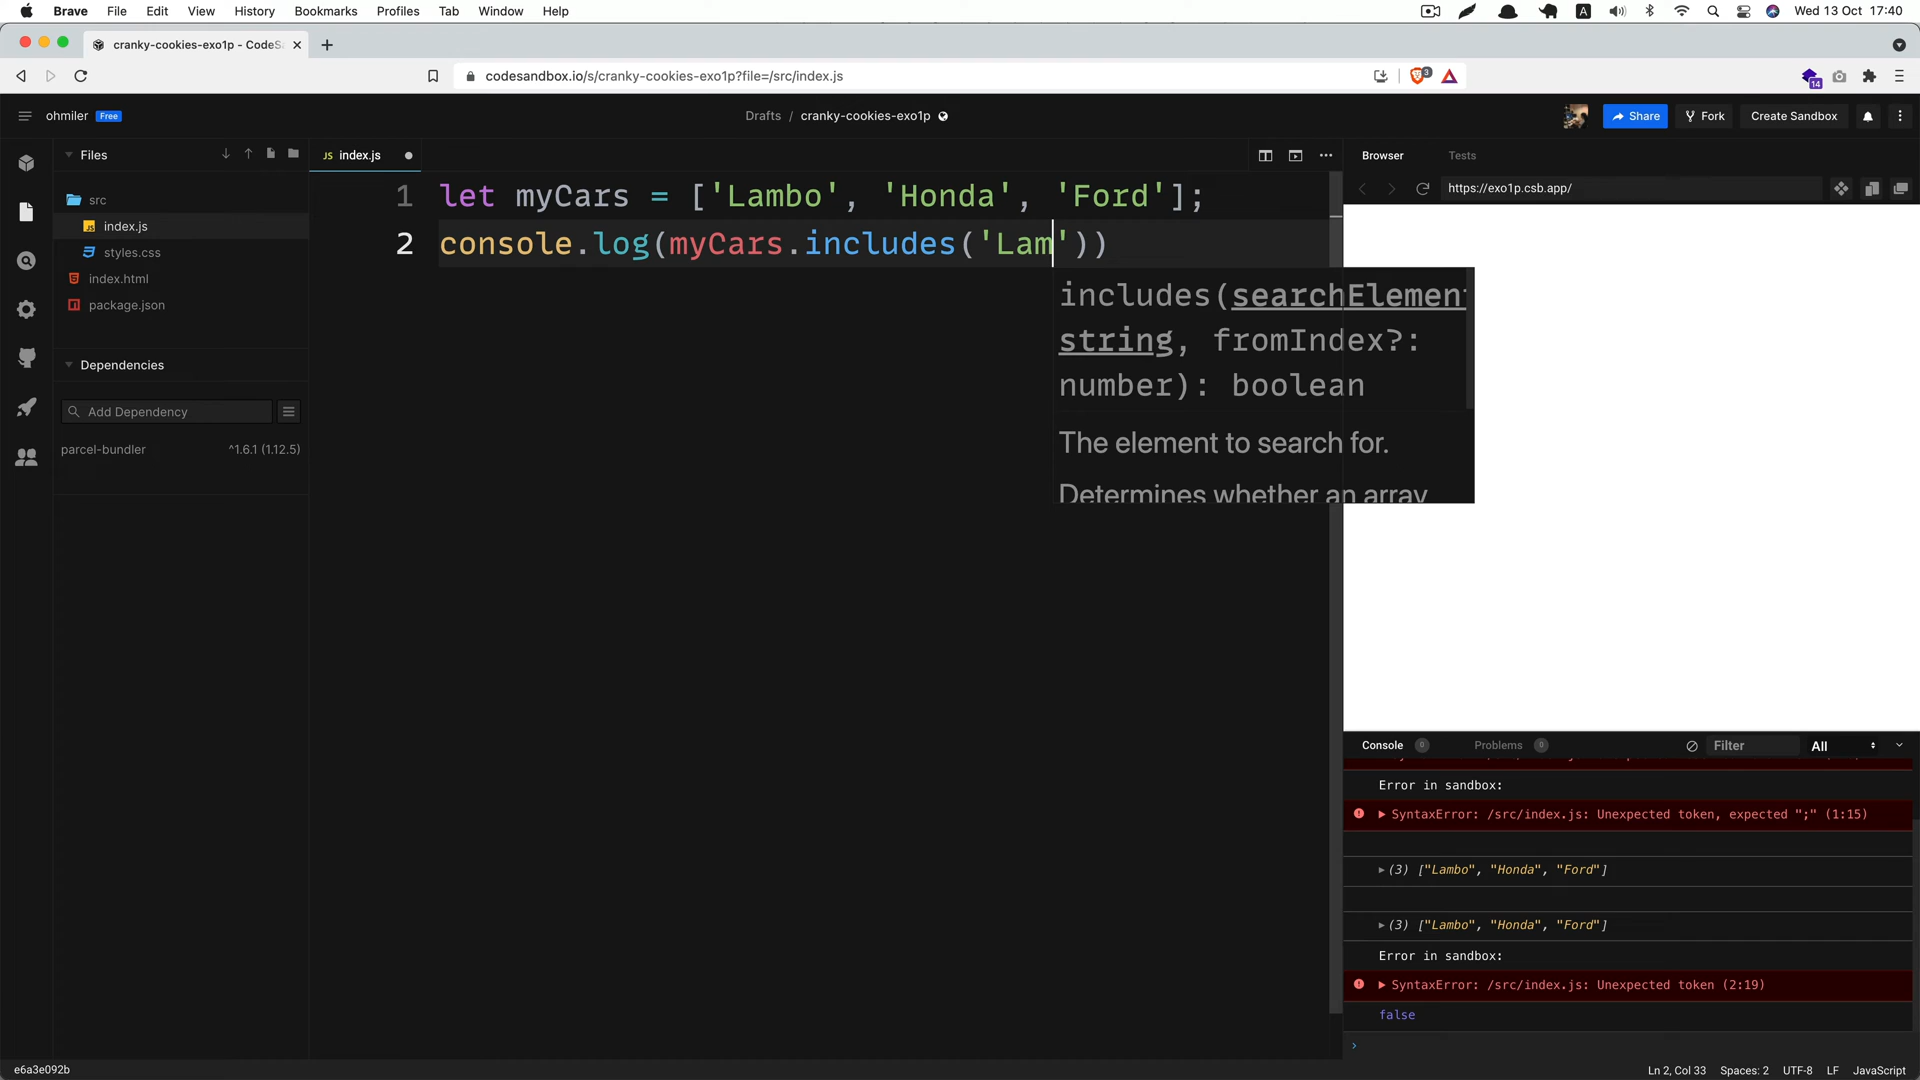 Brave File Edit View History Bookmarks Profiles Tab Window Help
A
Wed 13 Oct 17:40
cranky-cookies-exo1p - CodeSa
codesandbox.io/s/cranky-cookies-exo1p?file=/src/index.js
3
14
ohmiler Free
Drafts / cranky-cookies-exo1p
Share Fork Create Sandbox
Files
JS index.js
Browser Tests
src
https://exo1p.csb.app/
index.js
styles.css
index.html
package.json
1 let myCars = ['Lambo', 'Honda', 'Ford'];
2 console.log(myCars.includes('Lam'))
includes(searchElement
string, fromIndex?:
number): boolean
The element to search for.
Determines whether an array
Dependencies
Add Dependency
parcel-bundler ^1.6.1 (1.12.5)
Console 0 Problems 0 Filter All
Error in sandbox:
SyntaxError: /src/index.js: Unexpected token, expected ";" (1:15)
(3) ["Lambo", "Honda", "Ford"]
(3) ["Lambo", "Honda", "Ford"]
Error in sandbox:
SyntaxError: /src/index.js: Unexpected token (2:19)
false
e6a3e092b
Ln 2, Col 33 Spaces: 2 UTF-8 LF JavaScript